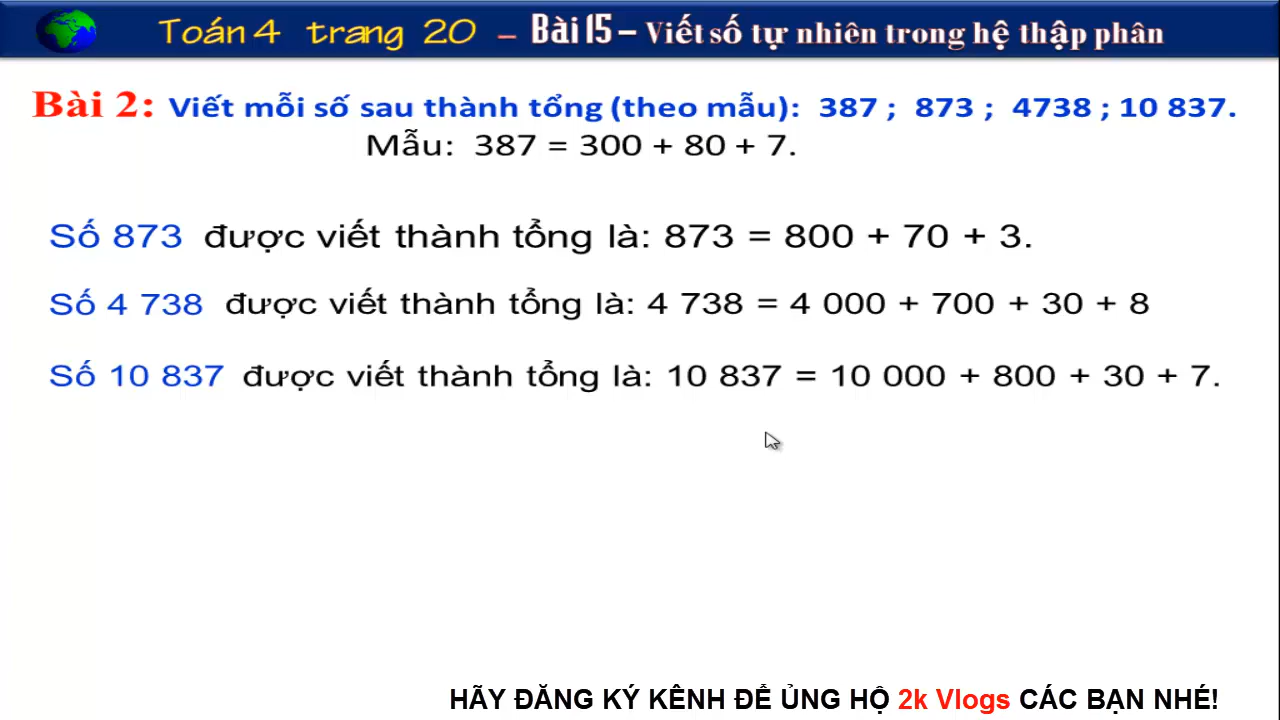 Toán 4 trang 20 – Bài 15 – Viết số tự nhiên trong hệ thập phân
Bài 2: Viết mỗi số sau thành tổng (theo mẫu): 387 ; 873 ; 4738 ; 10 837.
Mẫu: 387 = 300 + 80 + 7.
Số 873 được viết thành tổng là: 873 = 800 + 70 + 3.
Số 4 738 được viết thành tổng là: 4 738 = 4 000 + 700 + 30 + 8
Số 10 837 được viết thành tổng là: 10 837 = 10 000 + 800 + 30 + 7.
HÃY ĐĂNG KÝ KÊNH ĐỂ ỦNG HỘ 2k Vlogs CÁC BẠN NHÉ!